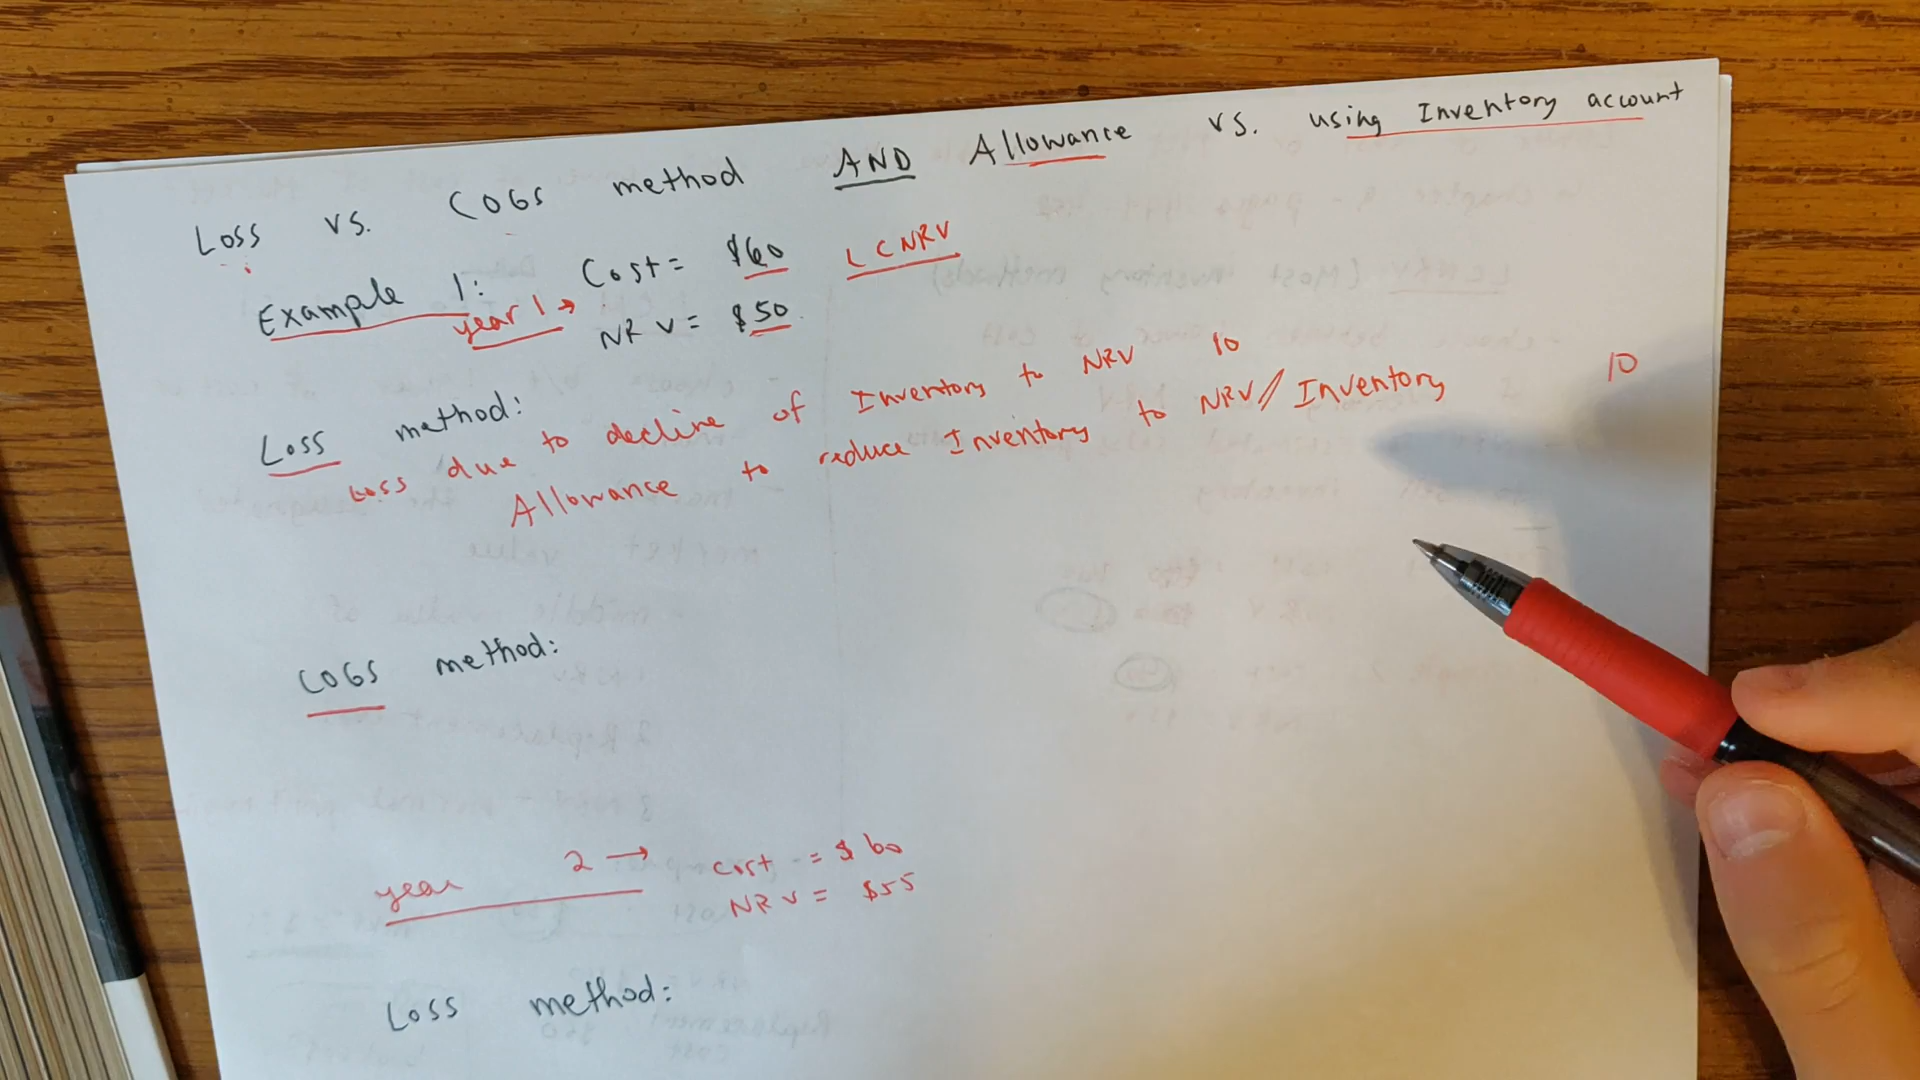 Loss vs. COGS method AND Allowance vs. using Inventory account
Example 1: Cost = $60 LCNRV
year 1 → NRV = $50
Loss method:
Loss due to decline of Inventory to NRV 10
Allowance to reduce Inventory to NRV // Inventory 10
COGS method:
year 2 → cost = $60
NRV = $55
Loss method: